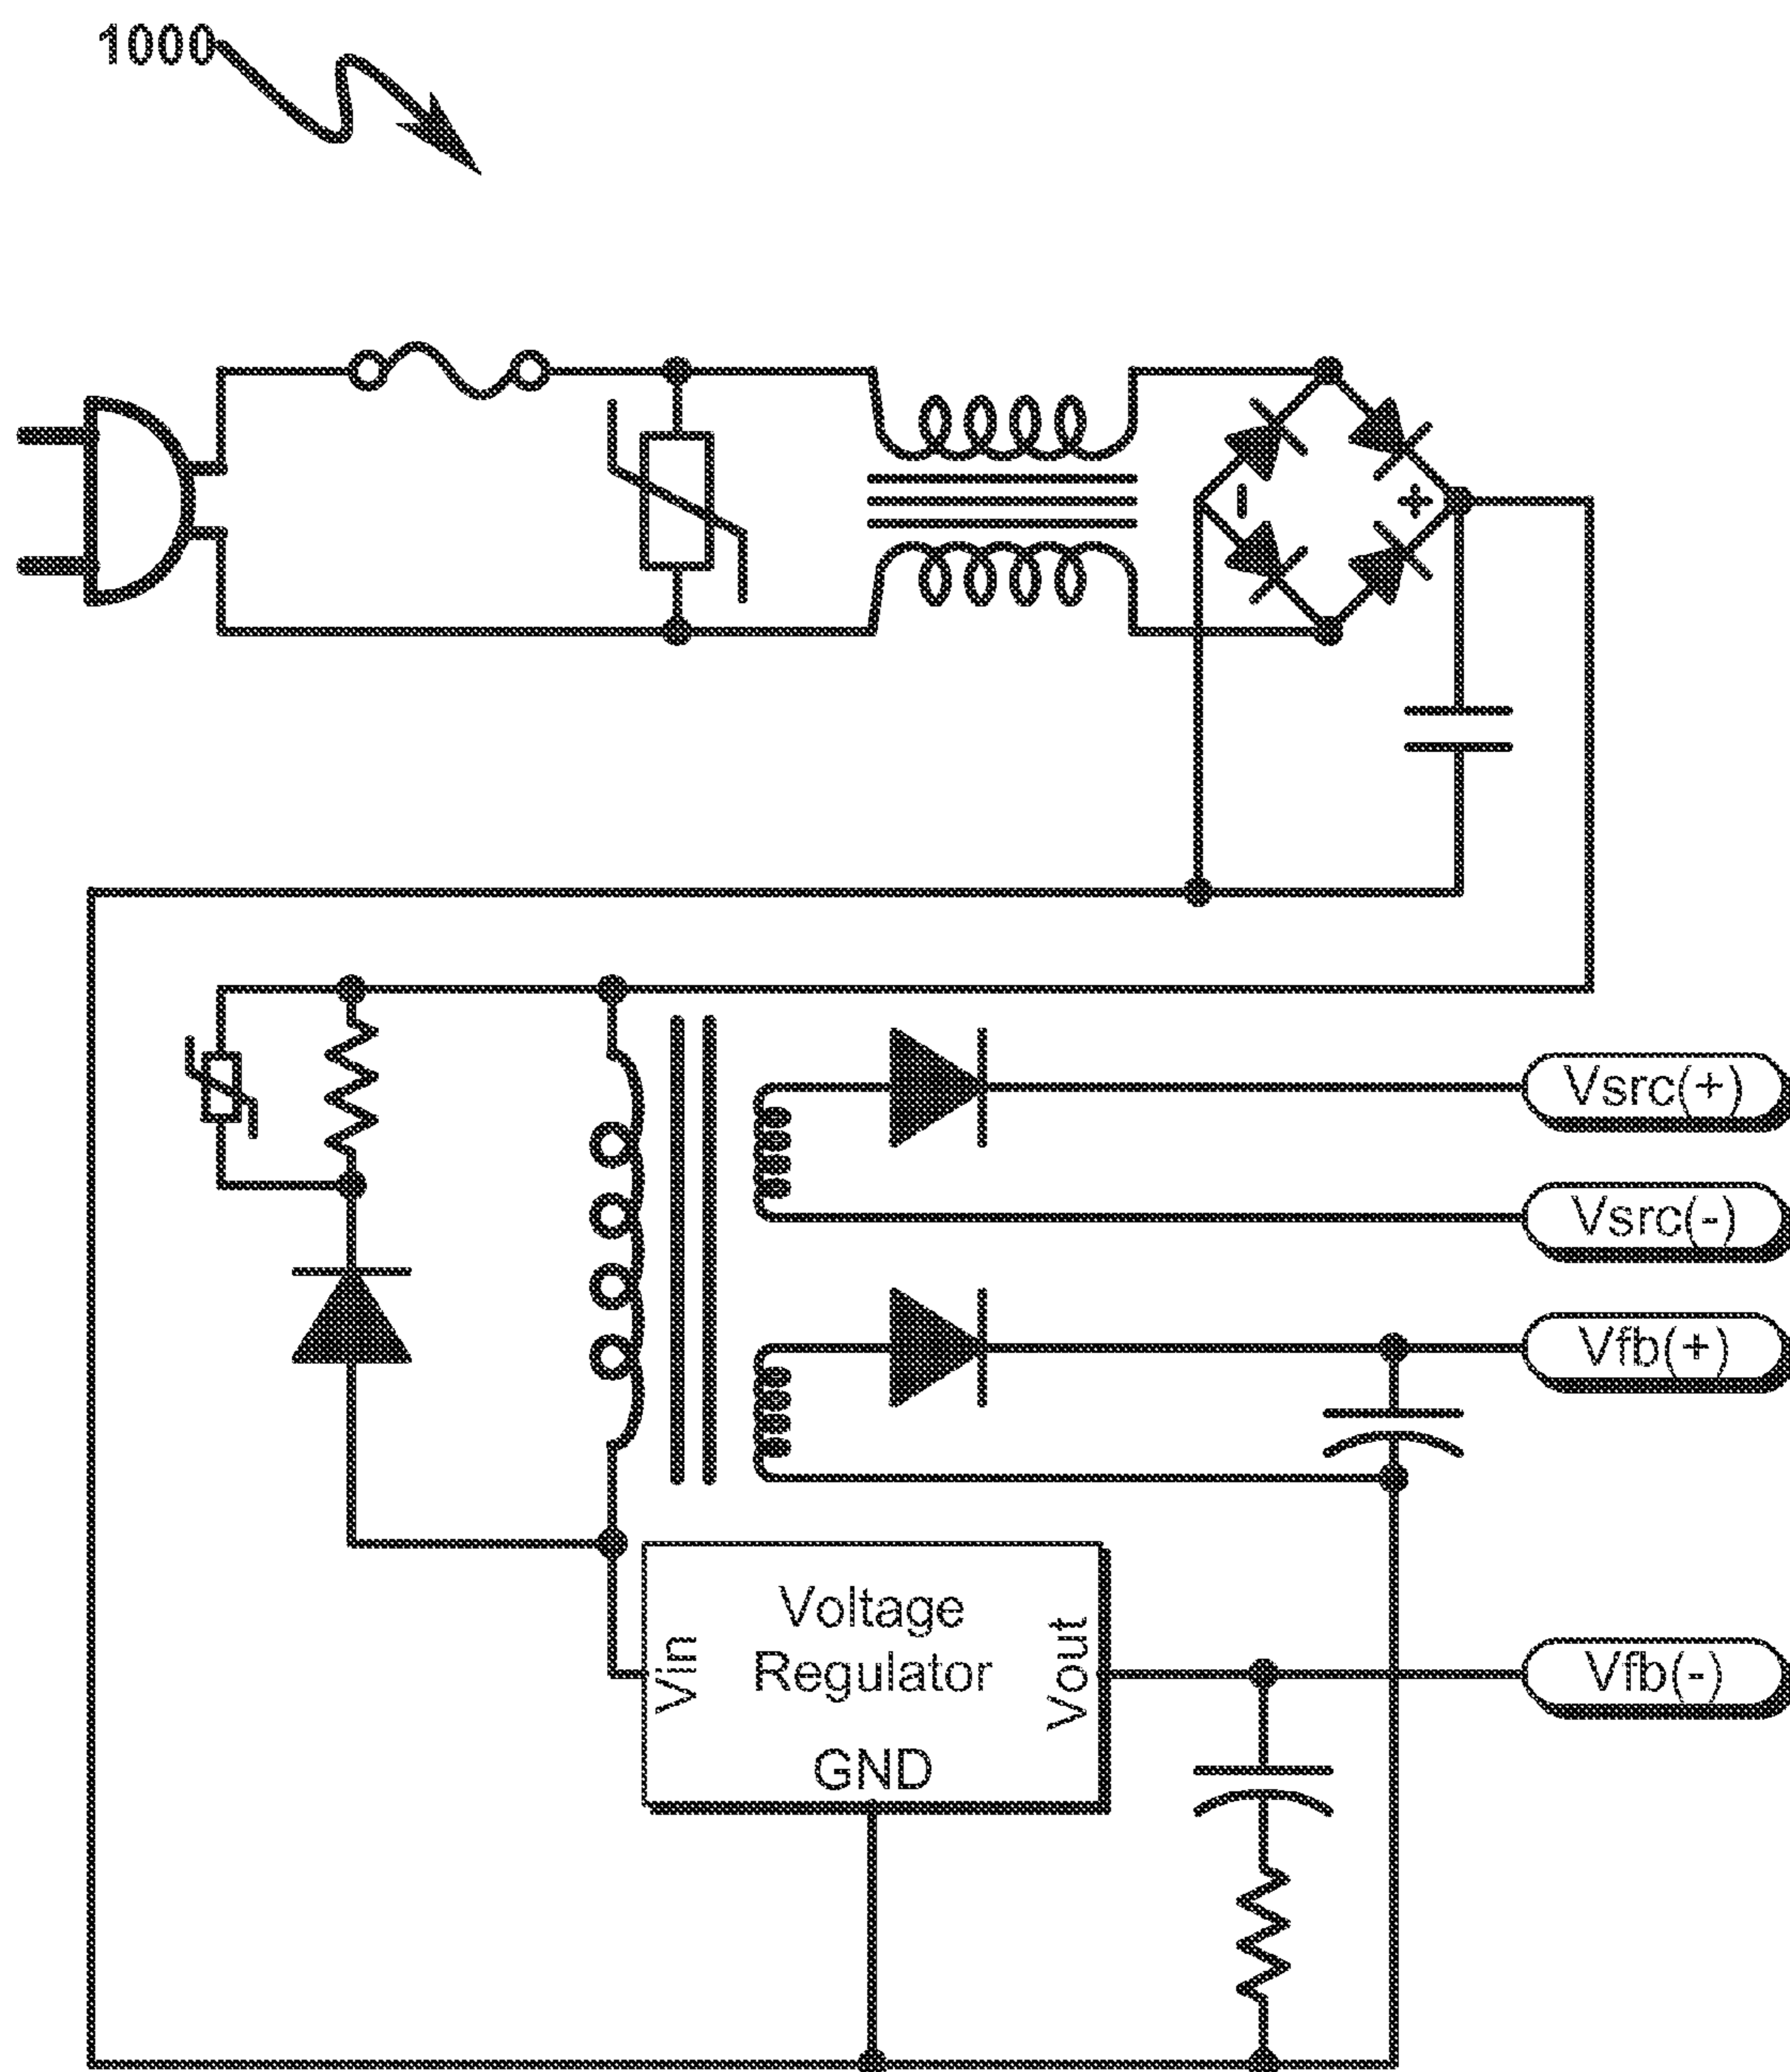 1000
-
+
Vsrc(+)
Vsrc(-)
Vfb(+)
Voltage
Regulator
Vin
Vout
GND
Vfb(-)